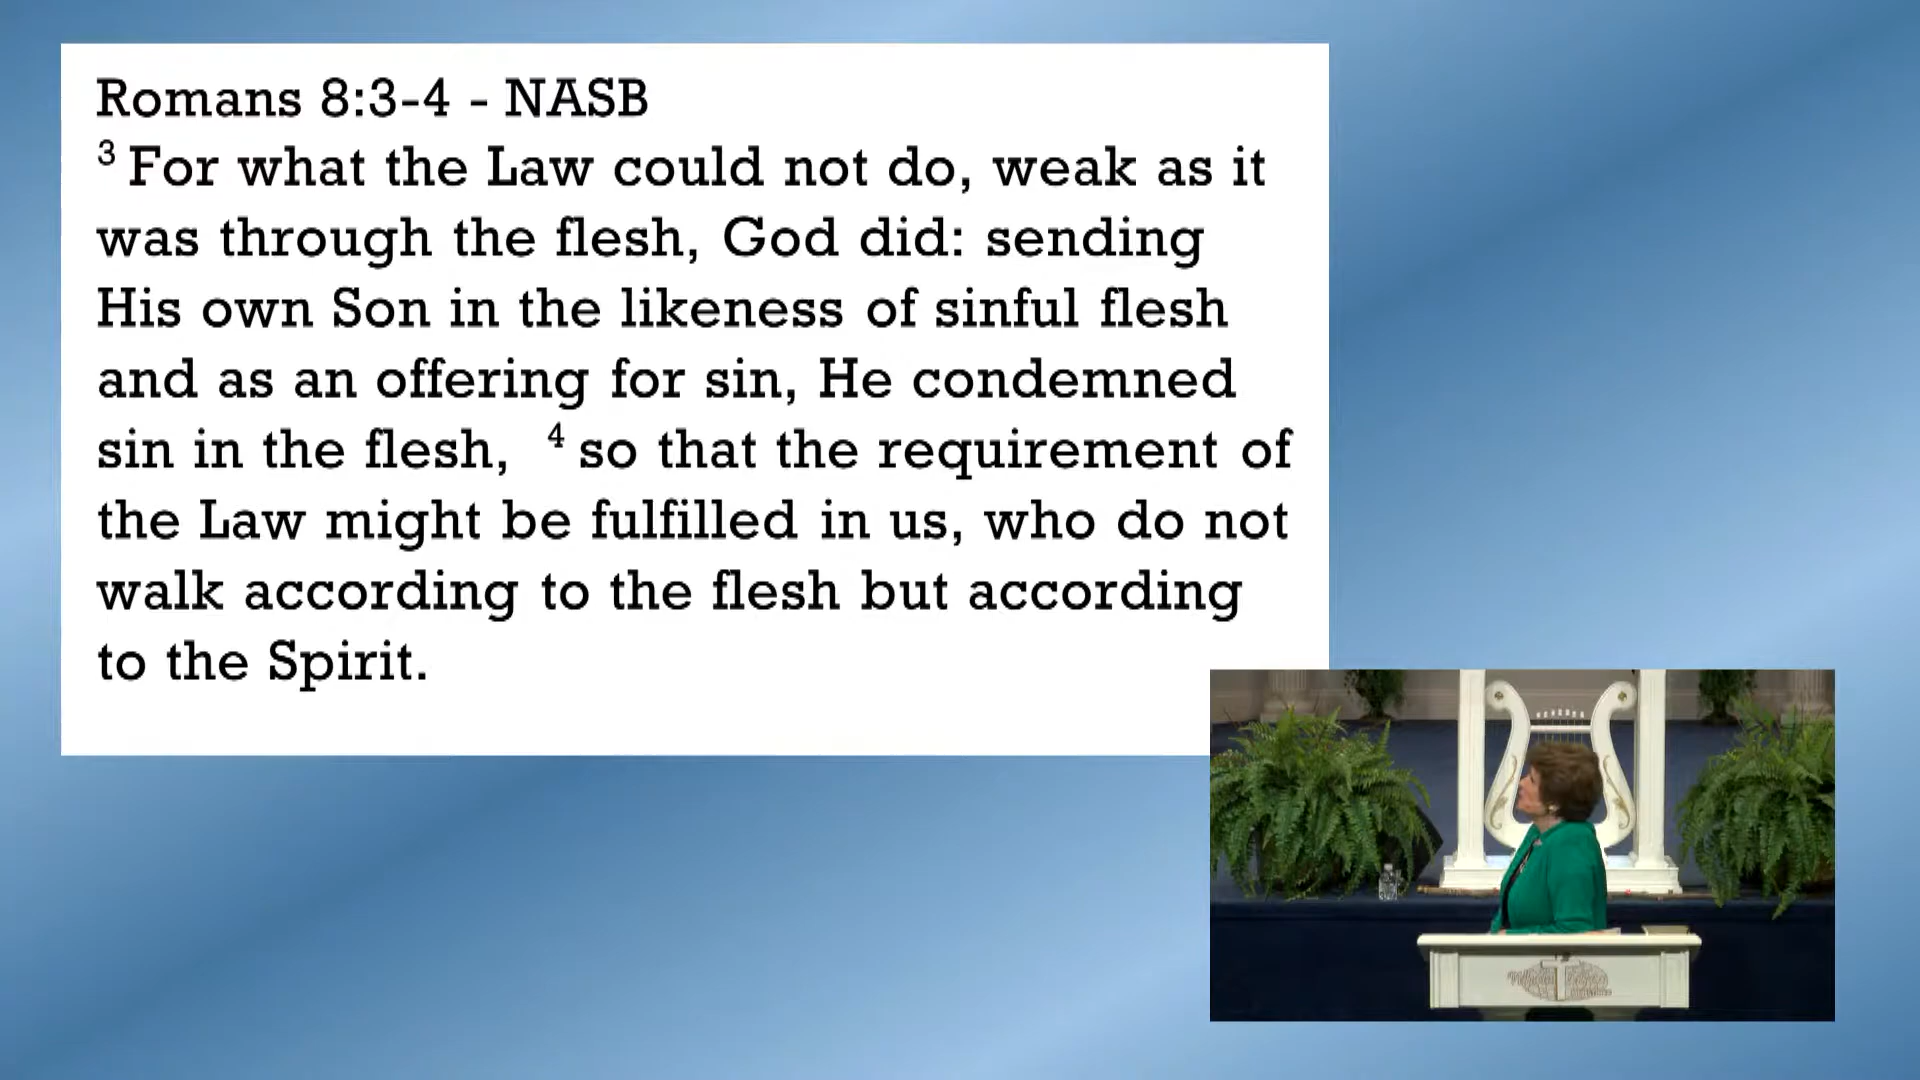 Romans 8:3-4 - NASB
³ For what the Law could not do, weak as it
was through the flesh, God did: sending
His own Son in the likeness of sinful flesh
and as an offering for sin, He condemned
sin in the flesh, ⁴ so that the requirement of
the Law might be fulfilled in us, who do not
walk according to the flesh but according
to the Spirit.